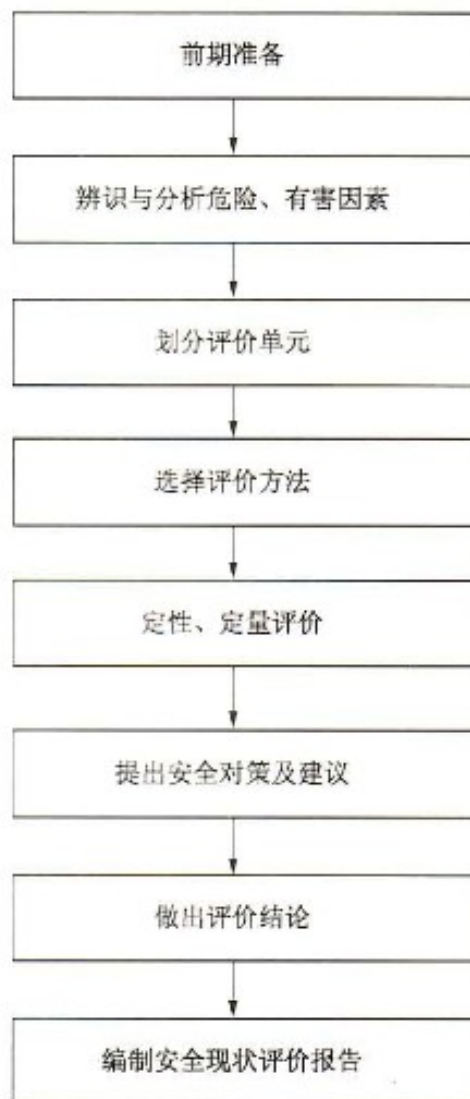 前期准备
辨识与分析危险、有害因素
划分评价单元
选择评价方法
定性、定量评价
提出安全对策及建议
做出评价结论
编制安全现状评价报告